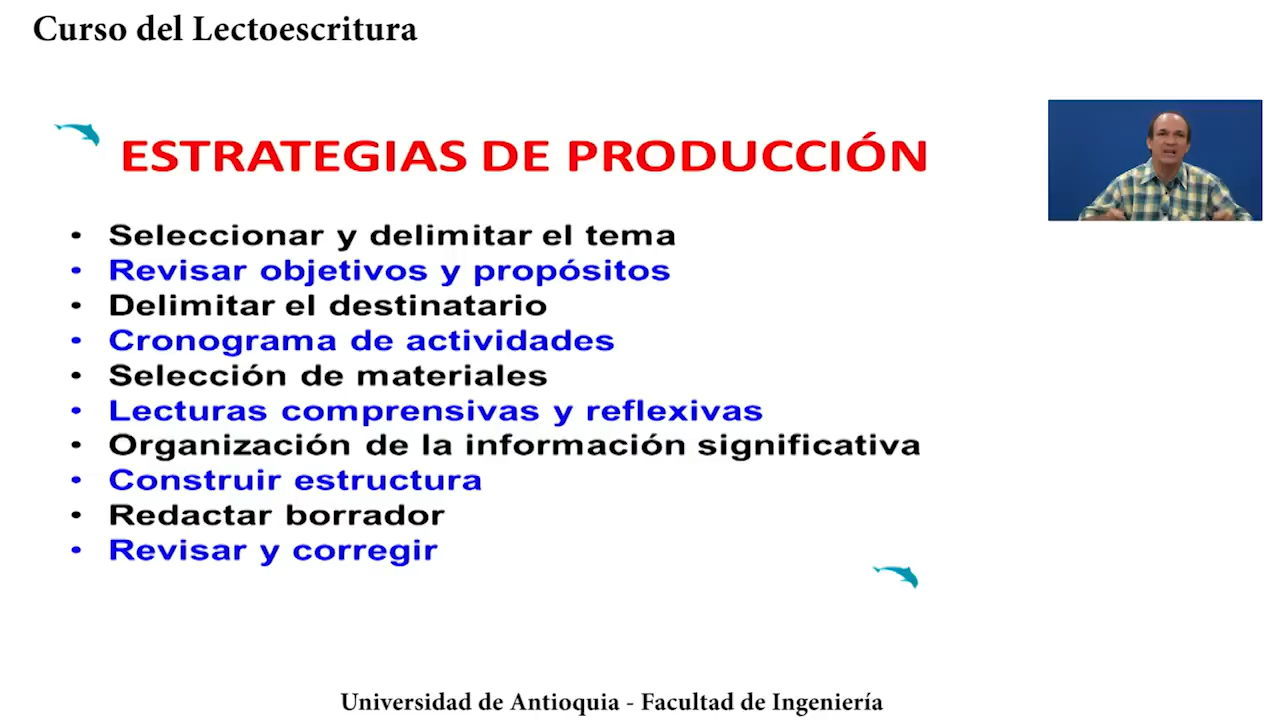 Curso del Lectoescritura
ESTRATEGIAS DE PRODUCCIÓN
• Seleccionar y delimitar el tema
• Revisar objetivos y propósitos
• Delimitar el destinatario
• Cronograma de actividades
• Selección de materiales
• Lecturas comprensivas y reflexivas
• Organización de la información significativa
• Construir estructura
• Redactar borrador
• Revisar y corregir
Universidad de Antioquia - Facultad de Ingeniería